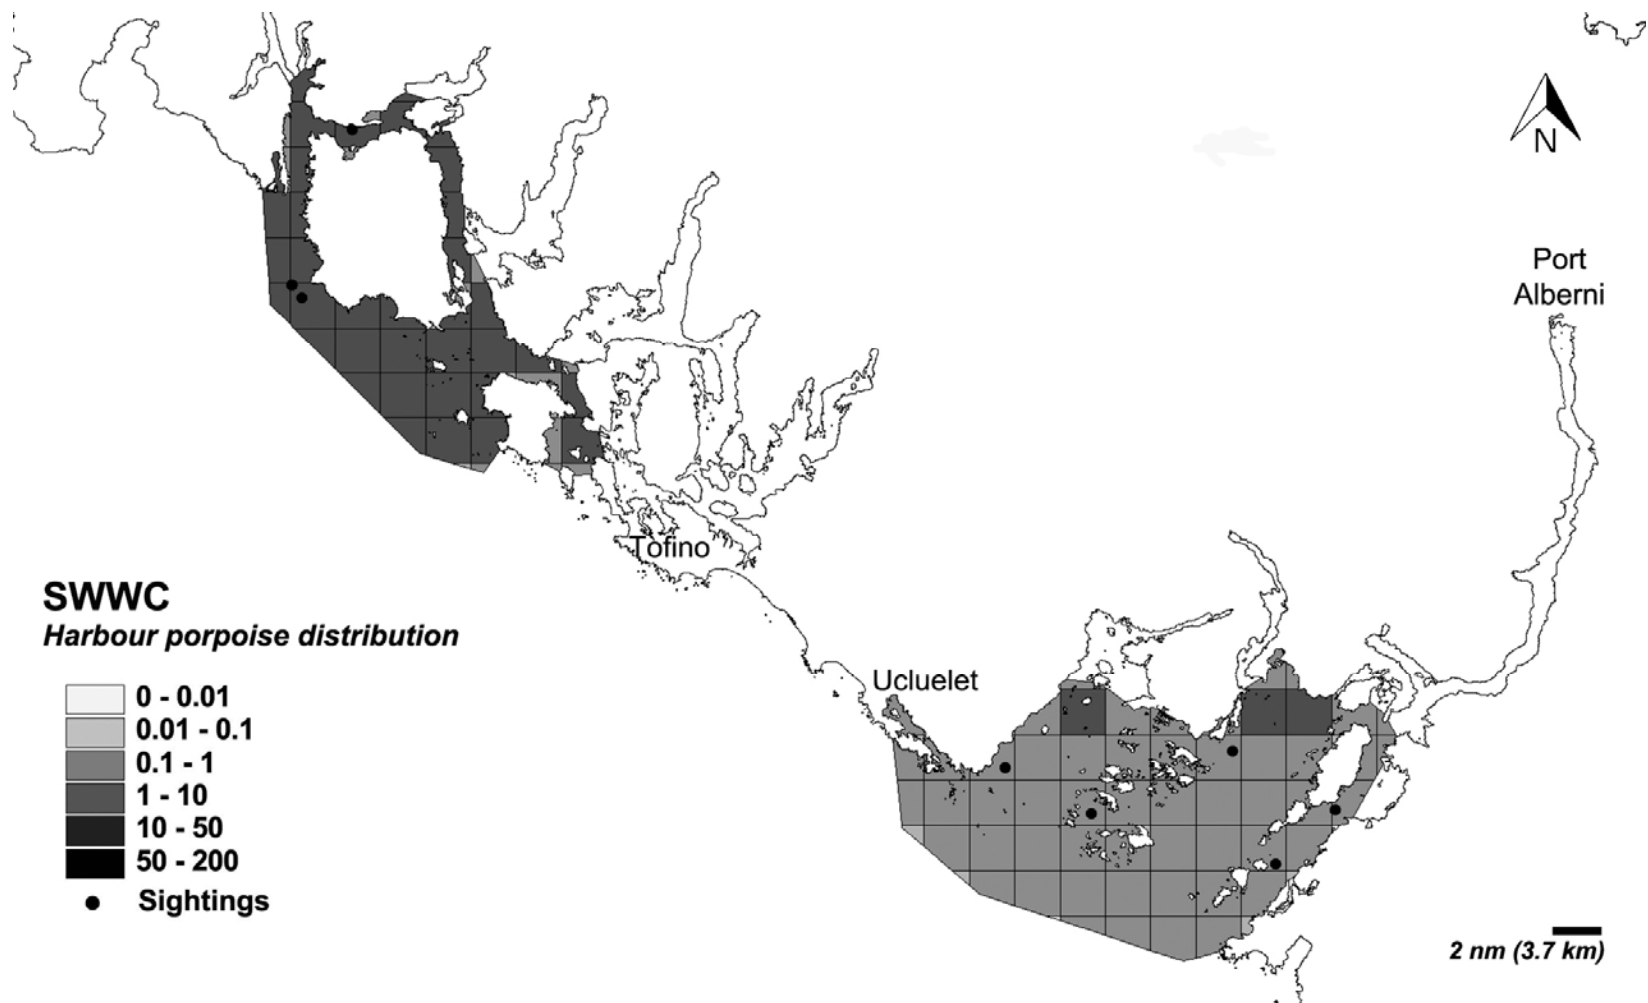 N
Port
Alberni
Tofino
SWWC
Harbour porpoise distribution
Ucluelet
0 - 0.01
0.01 - 0.1
0.1 - 1
1 - 10
10 - 50
50 - 200
Sightings
2 nm (3.7 km)